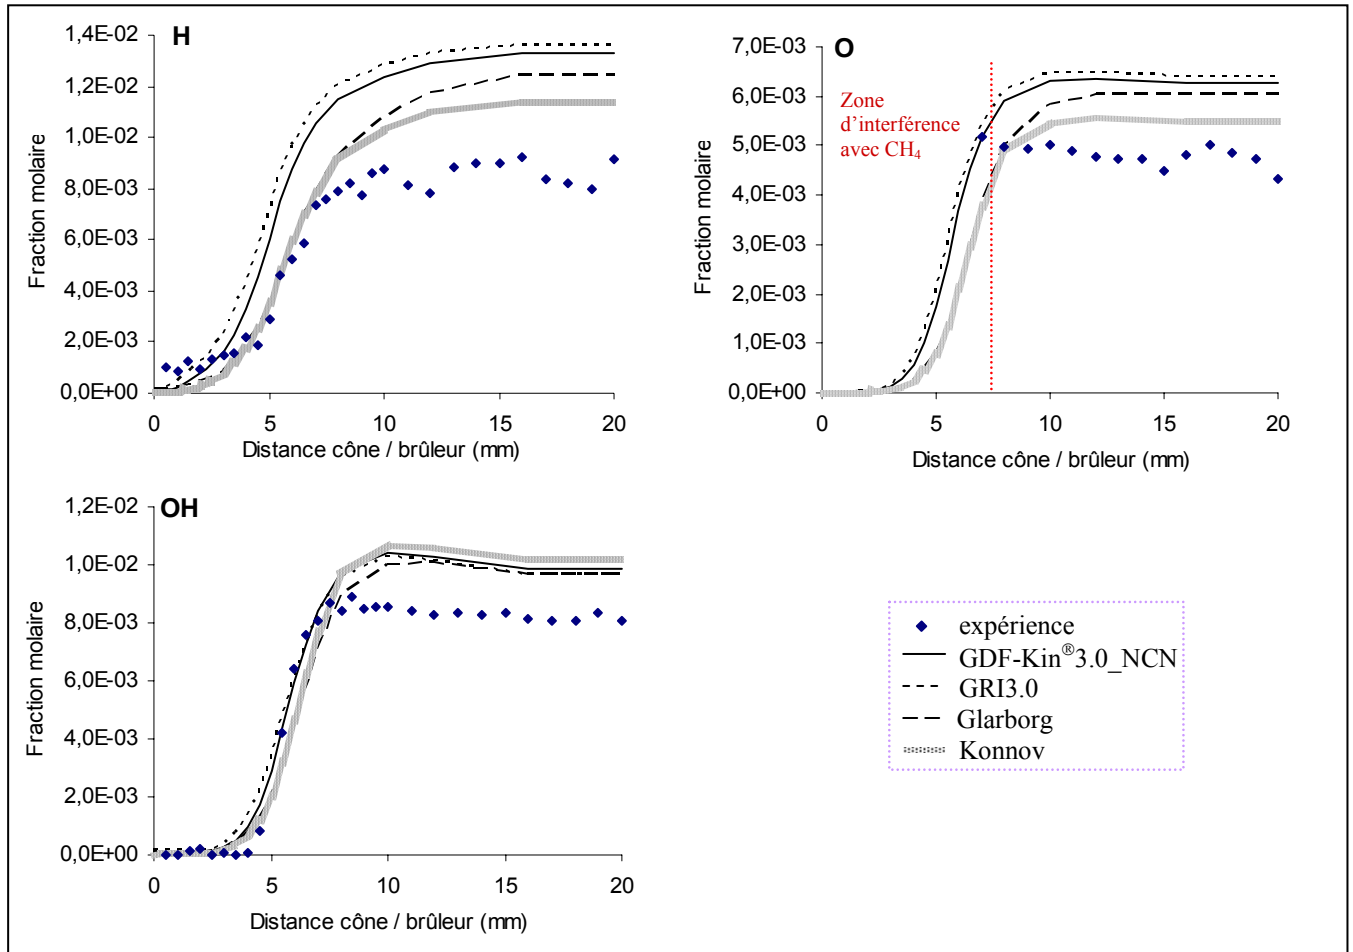 H
1,4E-02
1,2E-02
1,0E-02
8,0E-03
6,0E-03
4,0E-03
2,0E-03
0,0E+00
Fraction molaire
0 5 10 15 20
Distance cône / brûleur (mm)
O
7,0E-03
6,0E-03
5,0E-03
4,0E-03
3,0E-03
2,0E-03
1,0E-03
0,0E+00
Fraction molaire
Zone
d'interférence
avec CH4
0 5 10 15 20
Distance cône / brûleur (mm)
OH
1,2E-02
1,0E-02
8,0E-03
6,0E-03
4,0E-03
2,0E-03
0,0E+00
Fraction molaire
0 5 10 15 20
Distance cône / brûleur (mm)
expérience
GDF-Kin®3.0_NCN
GRI3.0
Glarborg
Konnov